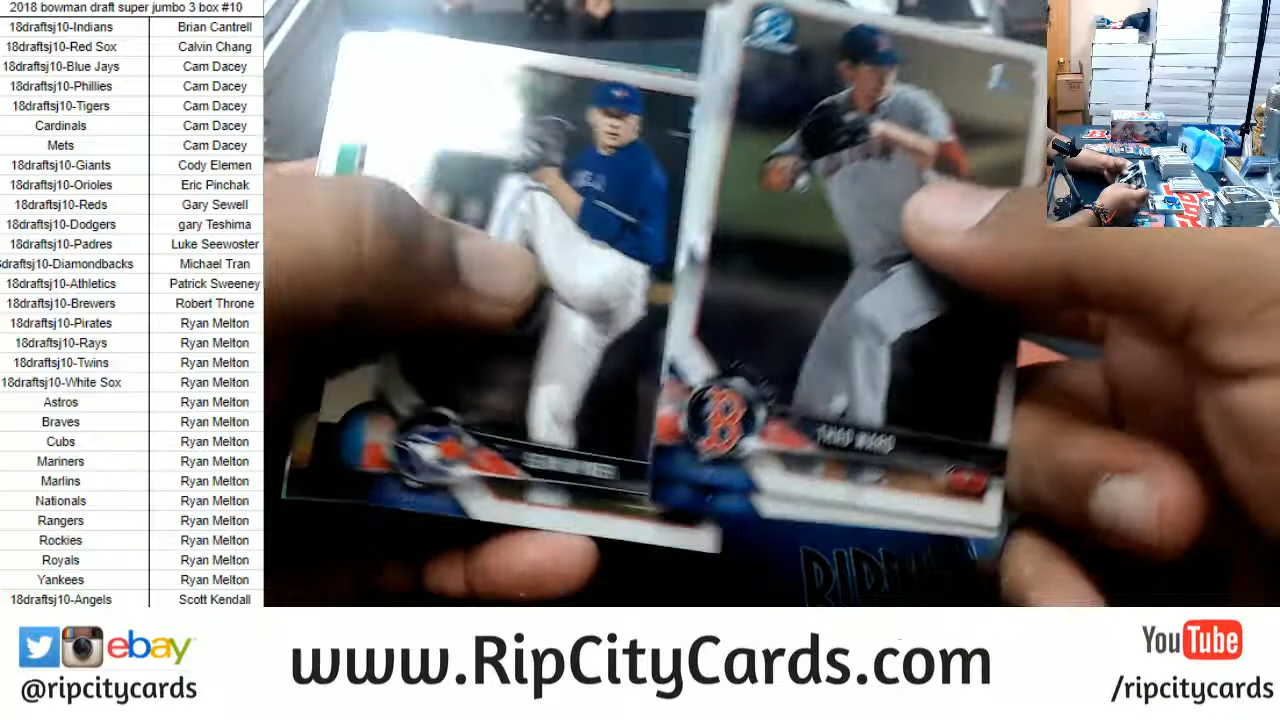 2018 bowman draft super jumbo 3 box #10
18draftsj10-Indians Brian Cantrell
18draftsj10-Red Sox Calvin Chang
18draftsj10-Blue Jays Cam Dacey
18draftsj10-Phillies Cam Dacey
18draftsj10-Tigers Cam Dacey
Cardinals Cam Dacey
Mets Cam Dacey
18draftsj10-Giants Cody Elemen
18draftsj10-Orioles Eric Pinchak
18draftsj10-Reds Gary Sewell
18draftsj10-Dodgers gary Teshima
18draftsj10-Padres Luke Seewoster
draftsj10-Diamondbacks Michael Tran
18draftsj10-Athletics Patrick Sweeney
18draftsj10-Brewers Robert Throne
18draftsj10-Pirates Ryan Melton
18draftsj10-Rays Ryan Melton
18draftsj10-Twins Ryan Melton
18draftsj10-White Sox Ryan Melton
Astros Ryan Melton
Braves Ryan Melton
Cubs Ryan Melton
Mariners Ryan Melton
Marlins Ryan Melton
Nationals Ryan Melton
Rangers Ryan Melton
Rockies Ryan Melton
Royals Ryan Melton
Yankees Ryan Melton
18draftsj10-Angels Scott Kendall
THAD WARD
B
ebay
@ripcitycards
www.RipCityCards.com
YouTube
/ripcitycards